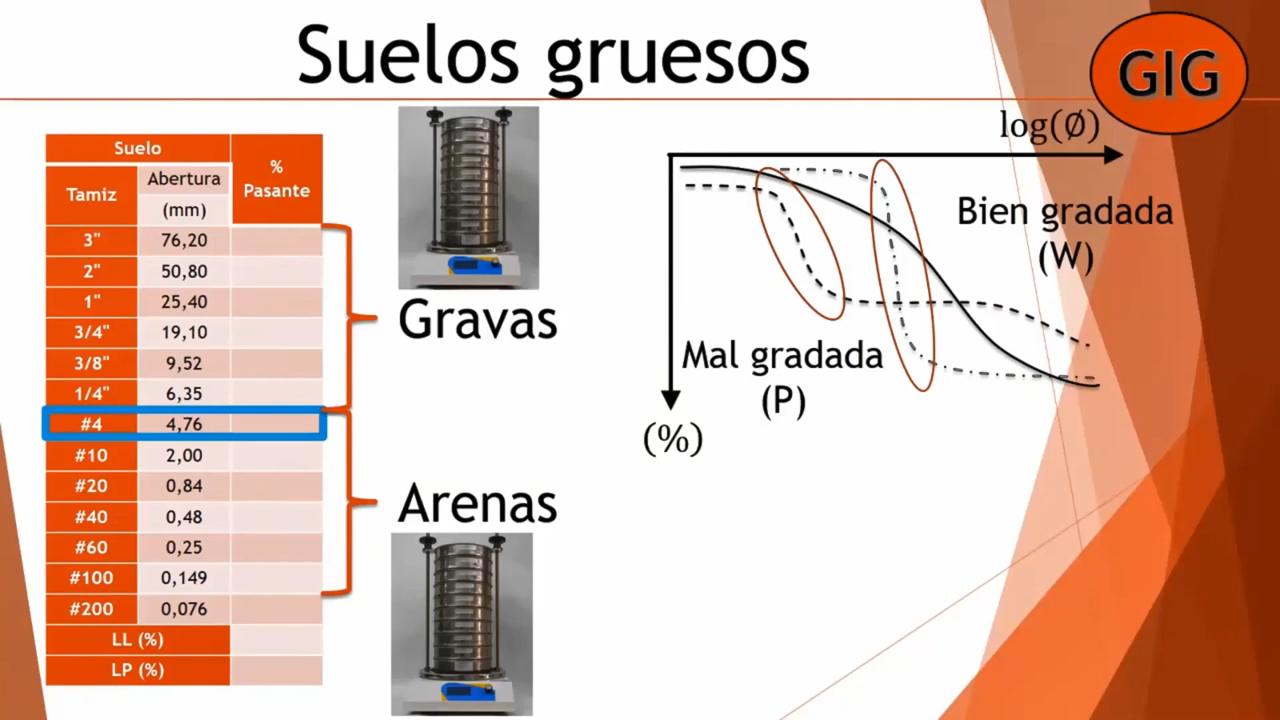 Suelos gruesos
GIG
Suelo
%
Pasante
Tamiz
Abertura
(mm)
3" 76,20
2" 50,80
1" 25,40
3/4" 19,10
3/8" 9,52
1/4" 6,35
#4 4,76
#10 2,00
#20 0,84
#40 0,48
#60 0,25
#100 0,149
#200 0,076
LL (%)
LP (%)
Gravas
Arenas
log(Ø)
Bien gradada
(W)
Mal gradada
(P)
(%)